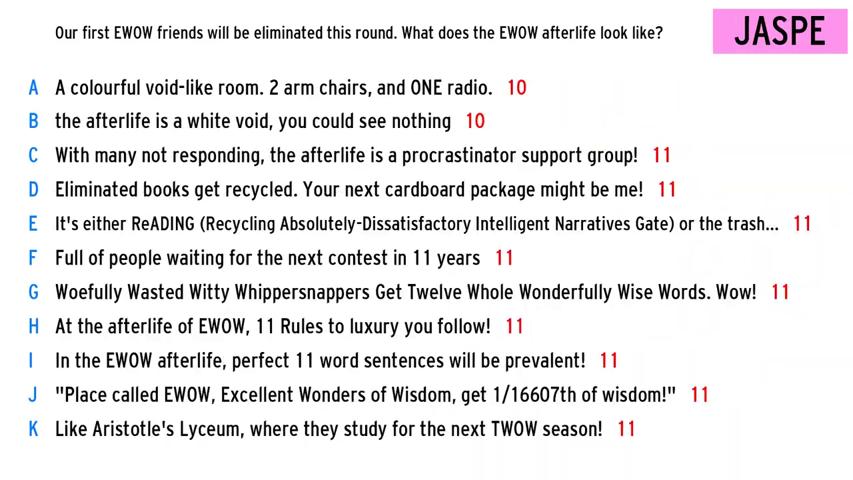 Our first EWOW friends will be eliminated this round. What does the EWOW afterlife look like?
JASPE
A A colourful void-like room. 2 arm chairs, and ONE radio. 10
B the afterlife is a white void, you could see nothing 10
C With many not responding, the afterlife is a procrastinator support group! 11
D Eliminated books get recycled. Your next cardboard package might be me! 11
E It's either ReADING (Recycling Absolutely-Dissatisfactory Intelligent Narratives Gate) or the trash... 11
F Full of people waiting for the next contest in 11 years 11
G Woefully Wasted Witty Whippersnappers Get Twelve Whole Wonderfully Wise Words. Wow! 11
H At the afterlife of EWOW, 11 Rules to luxury you follow! 11
I In the EWOW afterlife, perfect 11 word sentences will be prevalent! 11
J "Place called EWOW, Excellent Wonders of Wisdom, get 1/16607th of wisdom!" 11
K Like Aristotle's Lyceum, where they study for the next TWOW season! 11